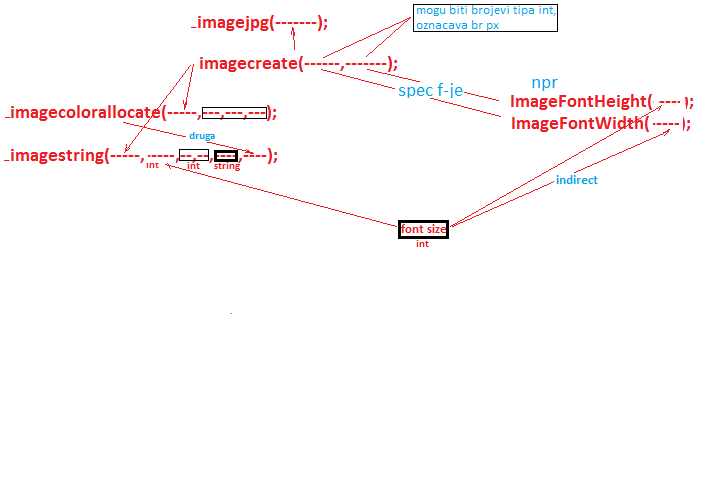 _imagejpg(-------);
mogu biti brojevi tipa int,
oznacava br px
imagecreate(------,-------);
spec f-je
npr
ImageFontHeight( ---- );
_imagecolorallocate(-----,---,---,---);
ImageFontWidth( ----- );
druga
_imagestring(-----, -----,--,--,----,----);
int
int
string
indirect
font size
int